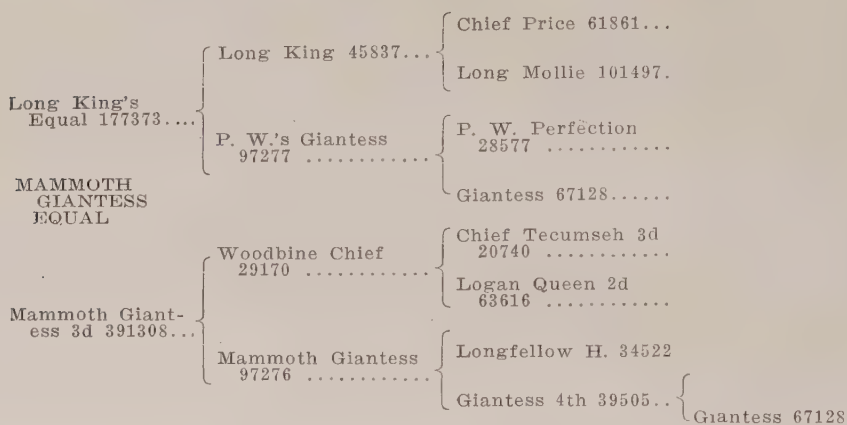 Chief Price 61861...
Long King 45837...
Long Mollie 101497.
Long King's
Equal 177373....
P. W.'s Giantess
97277 ............
P. W. Perfection
28577 ............
Giantess 67128......
MAMMOTH
GIANTESS
EQUAL
Woodbine Chief
29170 ............
Chief Tecumseh 3d
20740 ............
Logan Queen 2d
63616 ............
Mammoth Giant-
ess 3d 391308...
Mammoth Giantess
97276 ............
Longfellow H. 34522
Giantess 4th 39505..
Giantess 67128